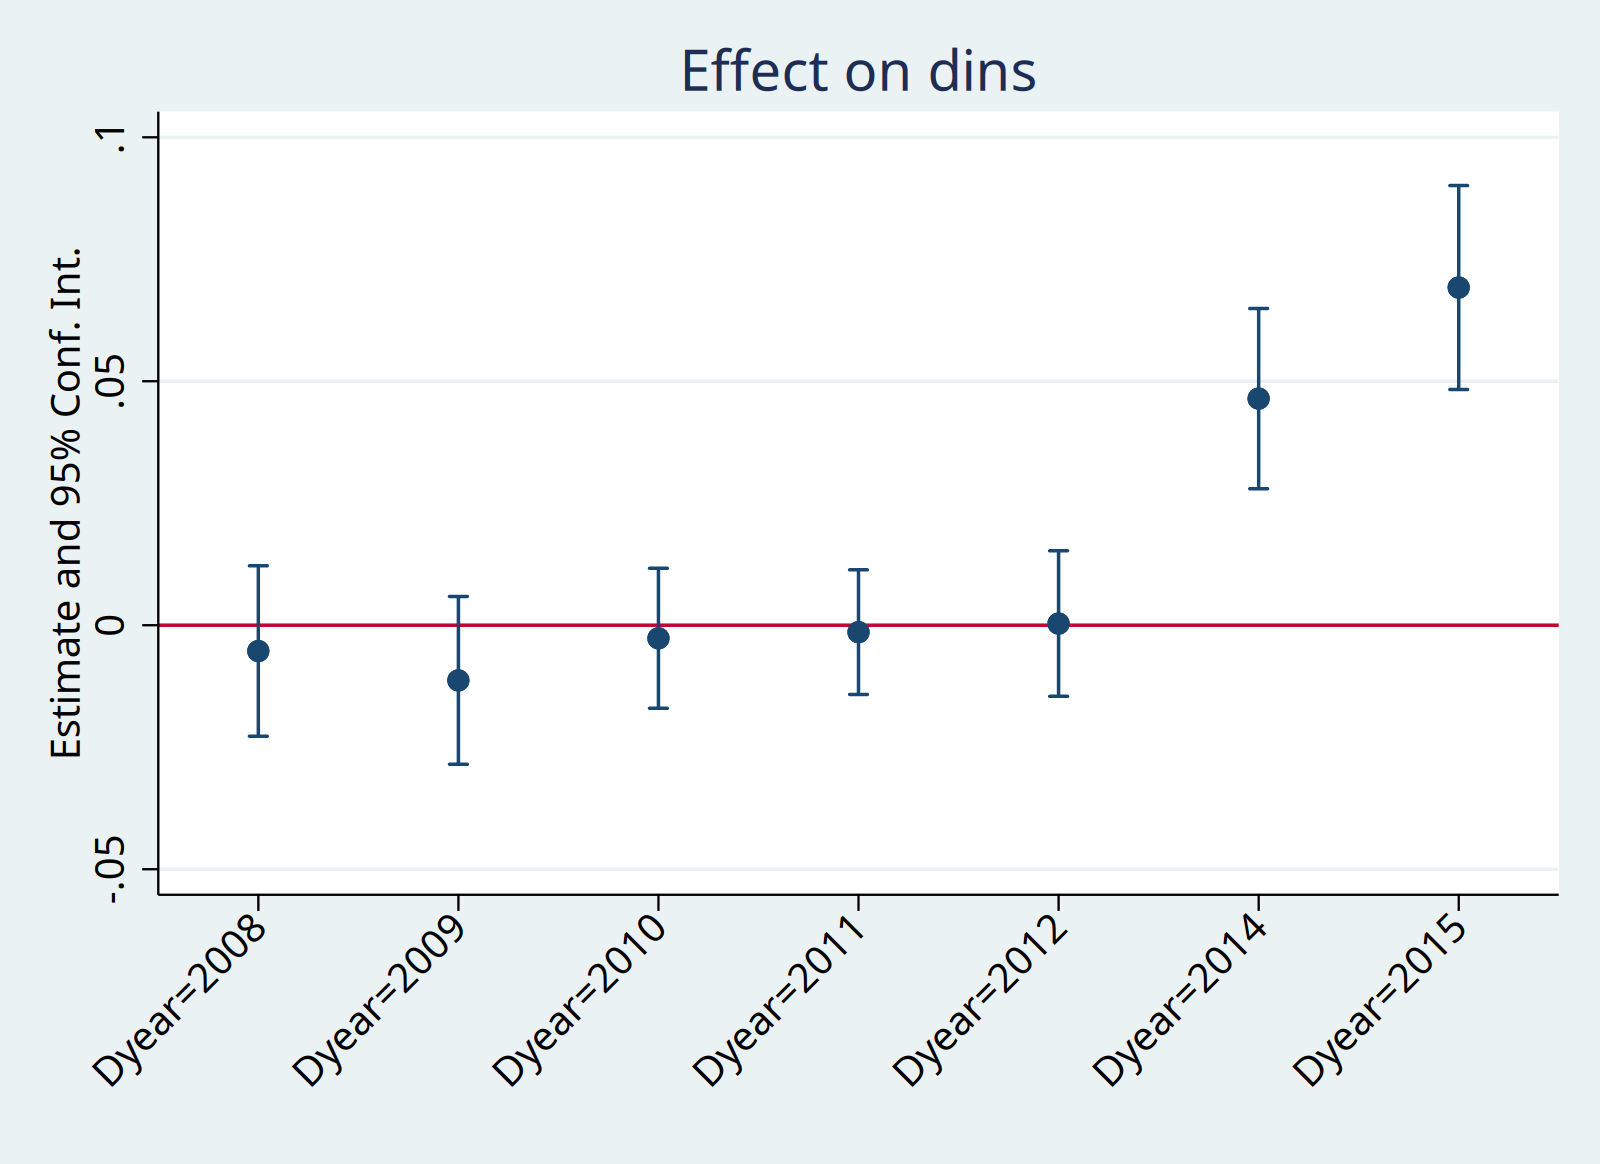 Effect on dins
Estimate and 95% Conf. Int.
.1
.05
0
-.05
Dyear=2008
Dyear=2009
Dyear=2010
Dyear=2011
Dyear=2012
Dyear=2014
Dyear=2015